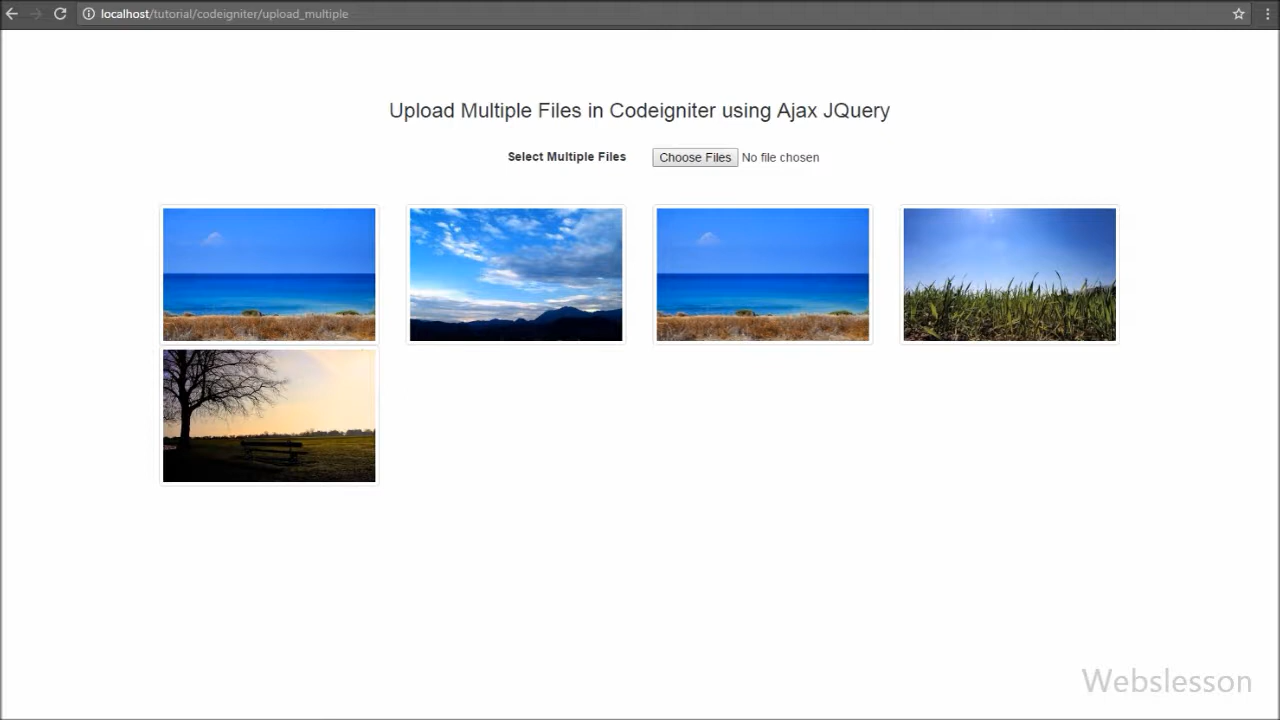 localhost/tutorial/codeigniter/upload_multiple
Upload Multiple Files in Codeigniter using Ajax JQuery
Select Multiple Files Choose Files No file chosen
Webslesson